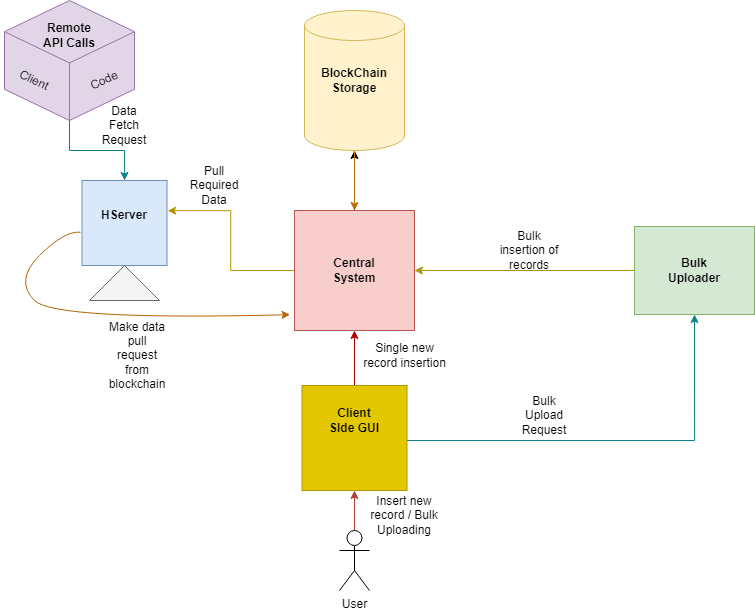 Remote
API Calls
Client
Code
BlockChain
Storage
Data
Fetch
Request
Pull
Required
Data
HServer
Central
System
Bulk
insertion of
records
Bulk
Uploader
Make data
pull
request
from
blockchain
Single new
record insertion
Client
SIde GUI
Bulk
Upload
Request
Insert new
record / Bulk
Uploading
User